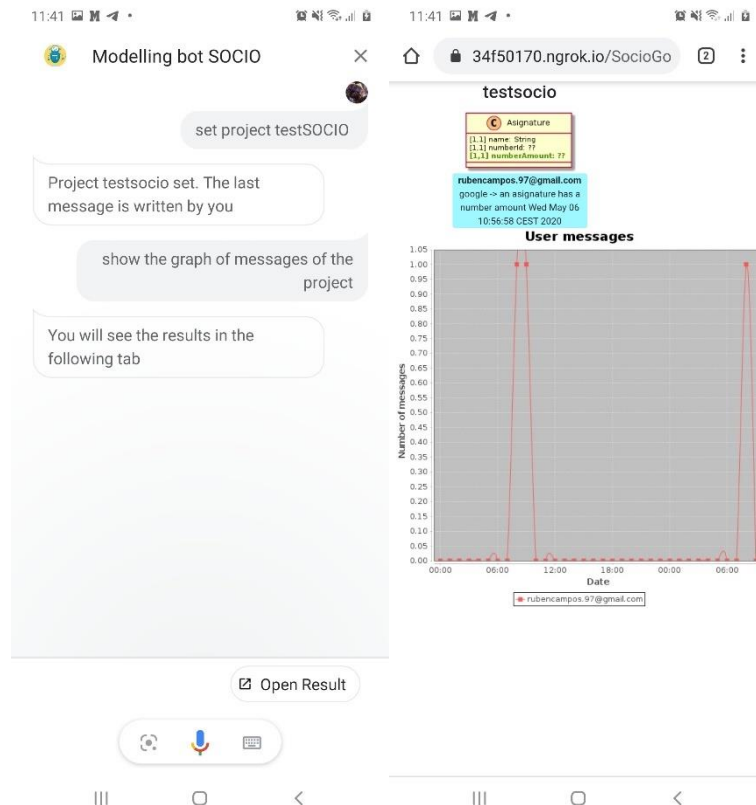 11:41
Modelling bot SOCIO
set project testSOCIO
Project testsocio set. The last
message is written by you
show the graph of messages of the
project
You will see the results in the
following tab
Open Result
11:41
34f50170.ngrok.io/SocioGo
2
testsocio
C Asignature
[1,1] name: String
[1,1] numberId: ??
[1,1] numberAmount: ??
rubencampos.97@gmail.com
google -> an asignature has a
number amount Wed May 06
10:56:58 CEST 2020
User messages
1.05
1.00
0.95
0.90
0.85
0.80
0.75
0.70
0.65
0.60
0.55
0.50
0.45
0.40
0.35
0.30
0.25
0.20
0.15
0.10
0.05
0.00
Number of messages
00:00 06:00 12:00 18:00 00:00 06:00
Date
rubencampos.97@gmail.com